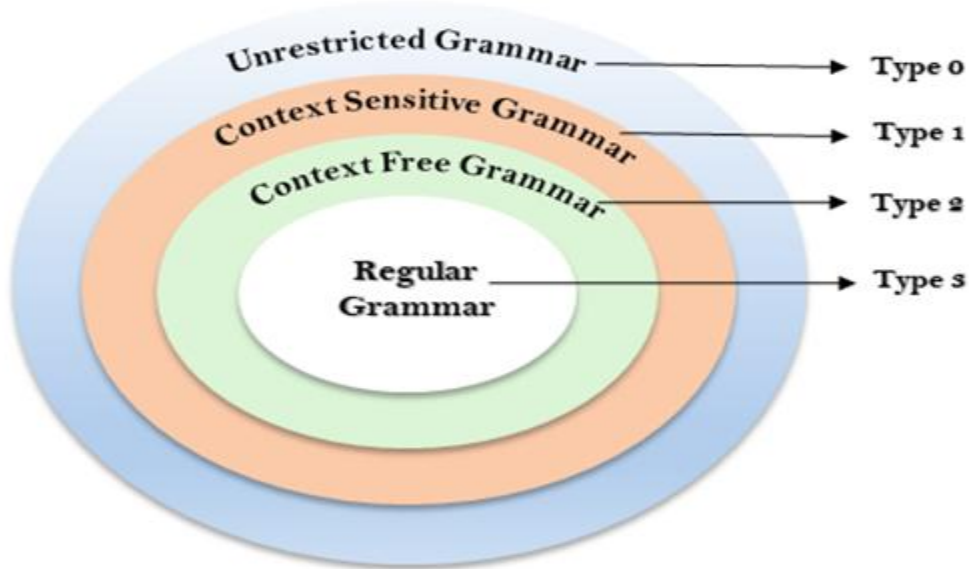 Unrestricted Grammar
Type 0
Context Sensitive Grammar
Type 1
Context Free Grammar
Type 2
Regular
Grammar
Type 3